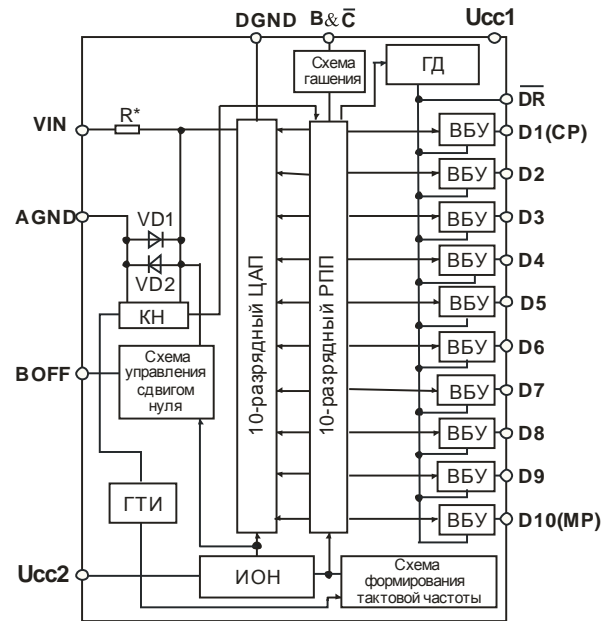 DGND B&C̅ Ucc1
Схема
гашения
ГД
D̅R̅
VIN R*
ВБУ D1(CP)
ВБУ D2
AGND
VD1
ВБУ D3
VD2
ВБУ D4
КН
ВБУ D5
10-разрядный ЦАП
10-разрядный РПП
BOFF
Схема
управления
сдвигом
нуля
ВБУ D6
ВБУ D7
ВБУ D8
ГТИ
ВБУ D9
ВБУ D10(MP)
Ucc2
ИОН
Схема
формирования
тактовой частоты